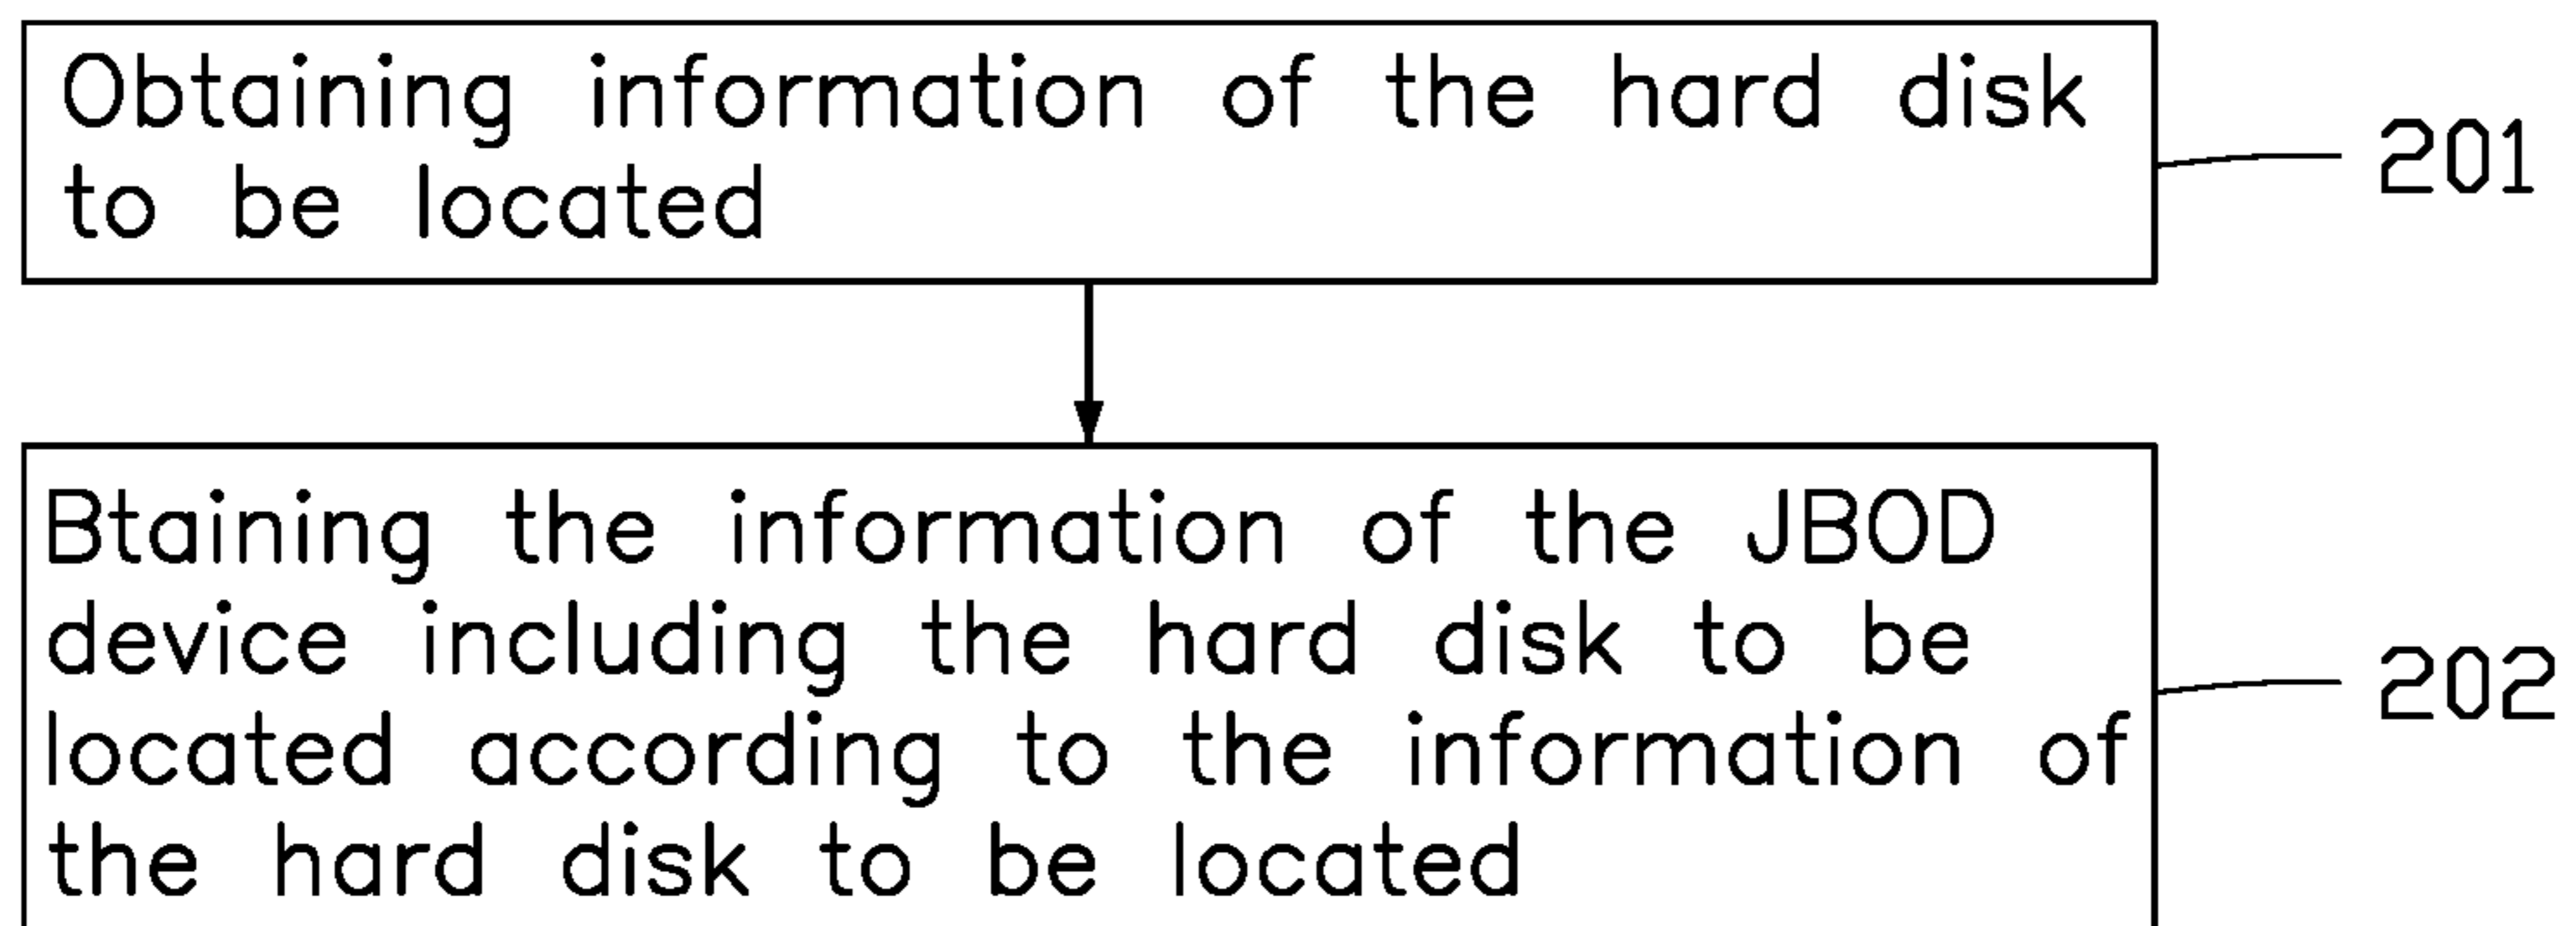 Obtaining information of the hard disk
to be located
201
Btaining the information of the JBOD
device including the hard disk to be
located according to the information of
the hard disk to be located
202